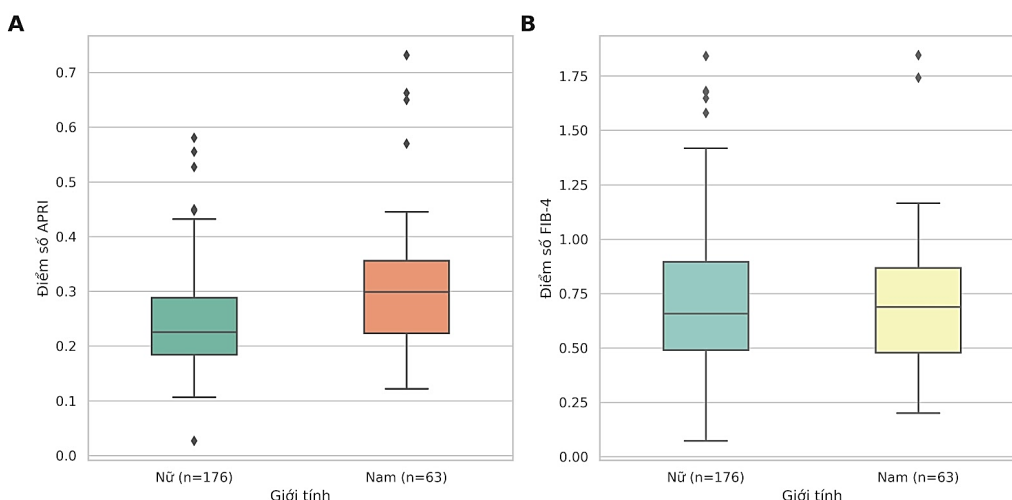 A
Điểm số APRI
0.7
0.6
0.5
0.4
0.3
0.2
0.1
0.0
Nữ (n=176)
Nam (n=63)
Giới tính
B
Điểm số FIB-4
1.75
1.50
1.25
1.00
0.75
0.50
0.25
0.00
Nữ (n=176)
Nam (n=63)
Giới tính